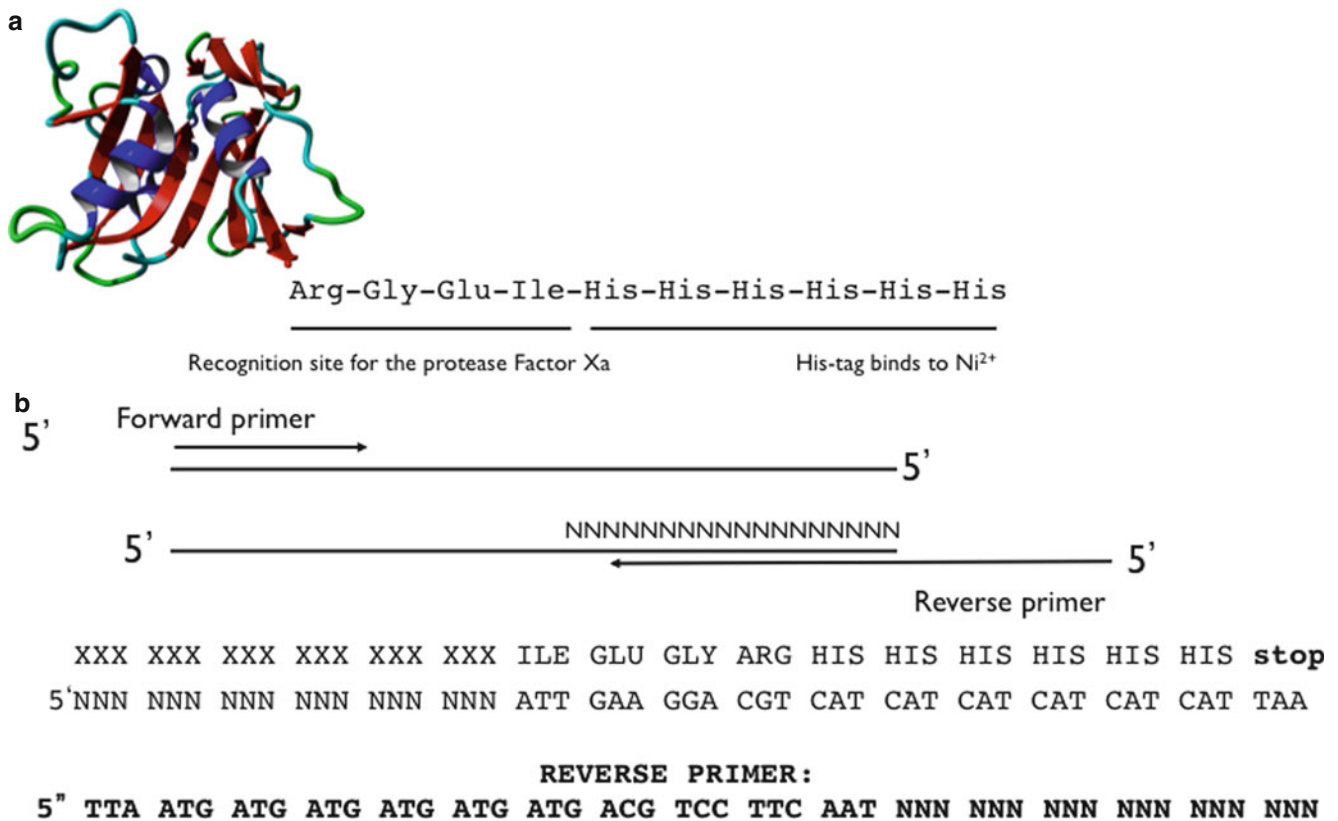 a
Arg-Gly-Glu-Ile-His-His-His-His-His-His
Recognition site for the protease Factor Xa
His-tag binds to Ni²⁺
b
Forward primer
5'
5'
NNNNNNNNNNNNNNNNNN
5'
5'
Reverse primer
XXX XXX XXX XXX XXX XXX ILE GLU GLY ARG HIS HIS HIS HIS HIS HIS stop
5'NNN NNN NNN NNN NNN NNN ATT GAA GGA CGT CAT CAT CAT CAT CAT CAT TAA
REVERSE PRIMER:
5" TTA ATG ATG ATG ATG ATG ATG ACG TCC TTC AAT NNN NNN NNN NNN NNN NNN